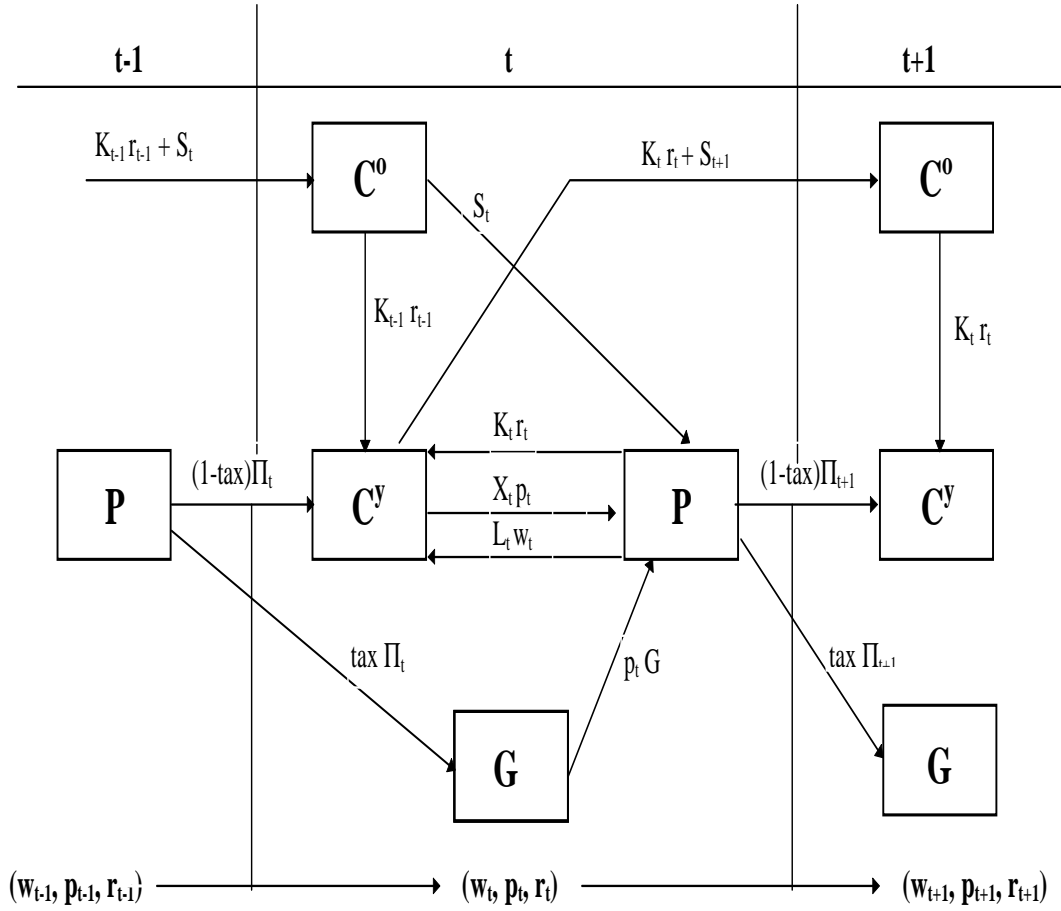 t-1 t t+1
K_{t-1} r_{t-1} + S_t K_t r_t + S_{t+1}
C^o C^o
S_t
K_{t-1} r_{t-1} K_t r_t
K_t r_t
(1-tax)Π_t X_t p_t (1-tax)Π_{t+1}
P C^y P C^y
L_t w_t
tax Π_t p_t G tax Π_{t+1}
G G
(w_{t-1}, p_{t-1}, r_{t-1}) (w_t, p_t, r_t) (w_{t+1}, p_{t+1}, r_{t+1})